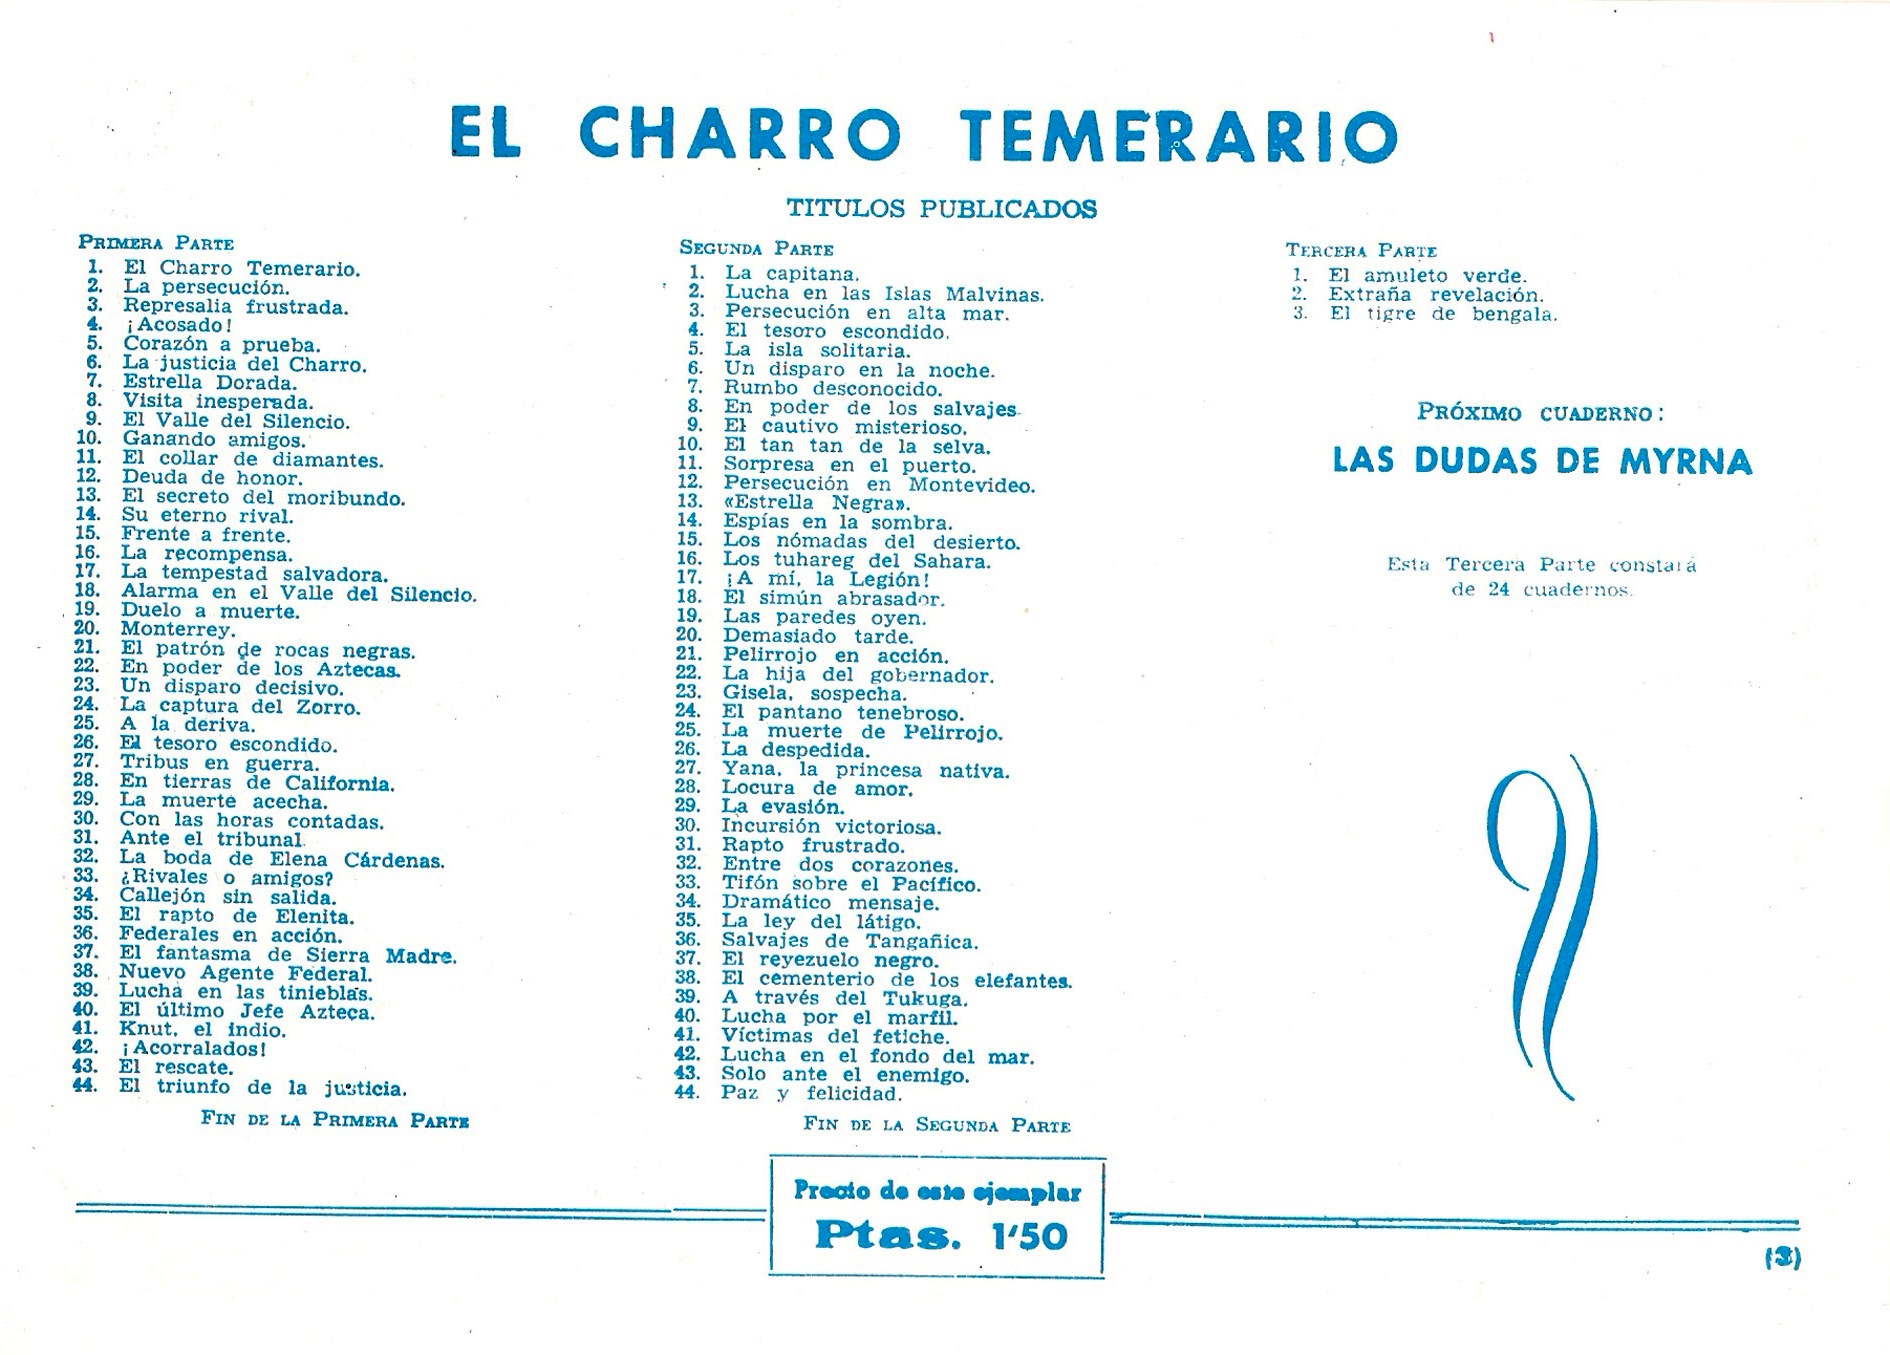 EL CHARRO TEMERARIO
TITULOS PUBLICADOS
PRIMERA PARTE
1. El Charro Temerario.
2. La persecución.
3. Represalia frustrada.
4. ¡Acosado!
5. Corazón a prueba.
6. La justicia del Charro.
7. Estrella Dorada.
8. Visita inesperada.
9. El Valle del Silencio.
10. Ganando amigos.
11. El collar de diamantes.
12. Deuda de honor.
13. El secreto del moribundo.
14. Su eterno rival.
15. Frente a frente.
16. La recompensa.
17. La tempestad salvadora.
18. Alarma en el Valle del Silencio.
19. Duelo a muerte.
20. Monterrey.
21. El patrón de rocas negras.
22. En poder de los Aztecas.
23. Un disparo decisivo.
24. La captura del Zorro.
25. A la deriva.
26. El tesoro escondido.
27. Tribus en guerra.
28. En tierras de California.
29. La muerte acecha.
30. Con las horas contadas.
31. Ante el tribunal.
32. La boda de Elena Cárdenas.
33. ¿Rivales o amigos?
34. Callejón sin salida.
35. El rapto de Elenita.
36. Federales en acción.
37. El fantasma de Sierra Madre.
38. Nuevo Agente Federal.
39. Lucha en las tinieblas.
40. El último Jefe Azteca.
41. Knut. el indio.
42. ¡Acorralados!
43. El rescate.
44. El triunfo de la justicia.
FIN DE LA PRIMERA PARTE
SEGUNDA PARTE
1. La capitana.
2. Lucha en las Islas Malvinas.
3. Persecución en alta mar.
4. El tesoro escondido.
5. La isla solitaria.
6. Un disparo en la noche.
7. Rumbo desconocido.
8. En poder de los salvajes.
9. El cautivo misterioso.
10. El tan tan de la selva.
11. Sorpresa en el puerto.
12. Persecución en Montevideo.
13. «Estrella Negra».
14. Espías en la sombra.
15. Los nómadas del desierto.
16. Los tuhareg del Sahara.
17. ¡A mí, la Legión!
18. El simún abrasador.
19. Las paredes oyen.
20. Demasiado tarde.
21. Pelirrojo en acción.
22. La hija del gobernador.
23. Gisela, sospecha.
24. El pantano tenebroso.
25. La muerte de Pelirrojo.
26. La despedida.
27. Yana, la princesa nativa.
28. Locura de amor.
29. La evasión.
30. Incursión victoriosa.
31. Rapto frustrado.
32. Entre dos corazones.
33. Tifón sobre el Pacífico.
34. Dramático mensaje.
35. La ley del látigo.
36. Salvajes de Tangañica.
37. El reyezuelo negro.
38. El cementerio de los elefantes.
39. A través del Tukuga.
40. Lucha por el marfil.
41. Víctimas del fetiche.
42. Lucha en el fondo del mar.
43. Solo ante el enemigo.
44. Paz y felicidad.
FIN DE LA SEGUNDA PARTE
TERCERA PARTE
1. El amuleto verde.
2. Extraña revelación.
3. El tigre de bengala.
PRÓXIMO CUADERNO:
LAS DUDAS DE MYRNA
Esta Tercera Parte constará
de 24 cuadernos.
Precio de este ejemplar
Ptas. 1'50
(3)